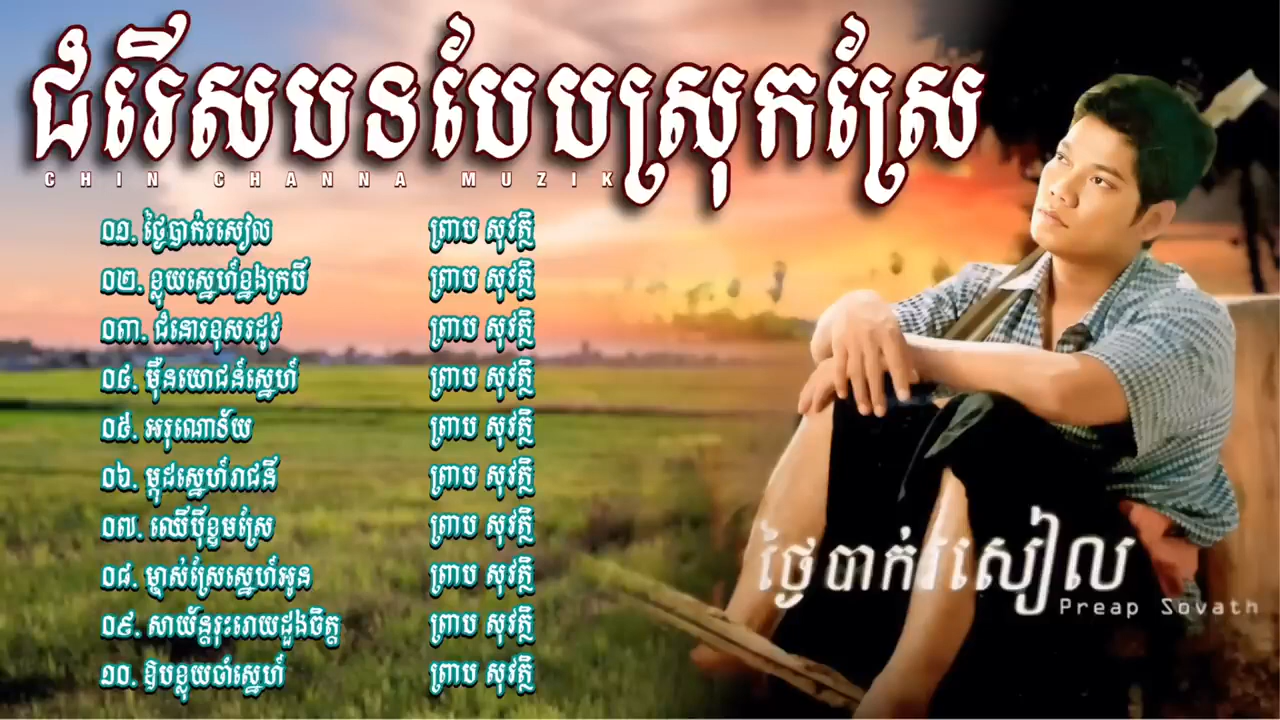 ជំរើសបទបែបស្រុកស្រែ
CHIN CHANNA MUZIK
០១. ថ្ងៃបាក់រសៀល ព្រាប សុវត្ថិ
០២. ខ្លុយស្នេហ៍ខ្នងក្របី ព្រាប សុវត្ថិ
០៣. ជំនោរខុសរដូវ ព្រាប សុវត្ថិ
០៤. ម៉ឺនយោជន៍ស្នេហ៍ ព្រាប សុវត្ថិ
០៥. អរុណោទ័យ ព្រាប សុវត្ថិ
០៦. ម្កុដស្នេហ៍រាជនី ព្រាប សុវត្ថិ
០៧. ឈើប៉ីខ្ទមស្រែ ព្រាប សុវត្ថិ
០៨. ម្ចាស់ស្រែស្នេហ៍អូន ព្រាប សុវត្ថិ
០៩. សាយ័ន្តរុះរោយដួងចិត្ត ព្រាប សុវត្ថិ
១០. ឱបខ្លុយចាំស្នេហ៍ ព្រាប សុវត្ថិ
ថ្ងៃបាក់រសៀល
Preap Sovath